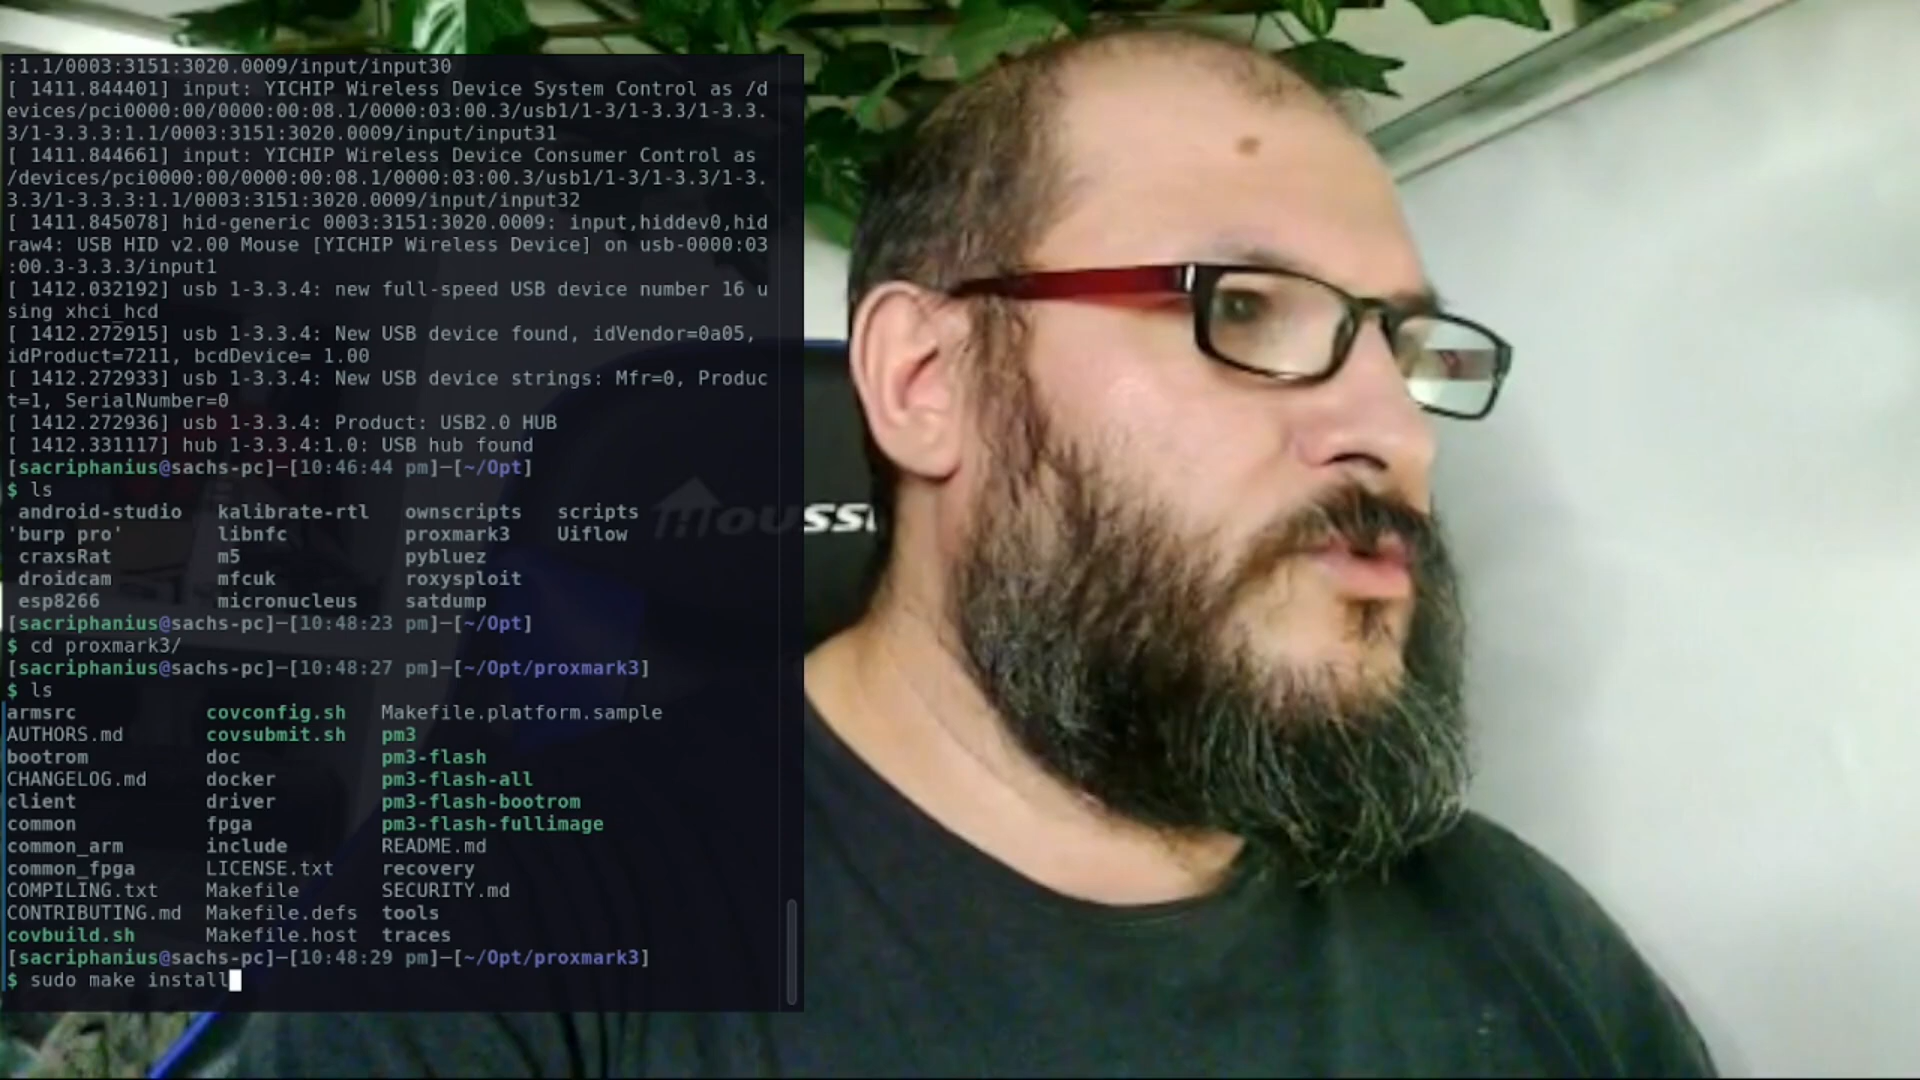 :1.1/0003:3151:3020.0009/input/input30
[ 1411.844401] input: YICHIP Wireless Device System Control as /d
evices/pci0000:00/0000:00:08.1/0000:03:00.3/usb1/1-3/1-3.3/1-3.3.
3/1-3.3.3:1.1/0003:3151:3020.0009/input/input31
[ 1411.844661] input: YICHIP Wireless Device Consumer Control as
/devices/pci0000:00/0000:00:08.1/0000:03:00.3/usb1/1-3/1-3.3/1-3.
3.3/1-3.3.3:1.1/0003:3151:3020.0009/input/input32
[ 1411.845078] hid-generic 0003:3151:3020.0009: input,hiddev0,hid
raw4: USB HID v2.00 Mouse [YICHIP Wireless Device] on usb-0000:03
:00.3-3.3.3/input1
[ 1412.032192] usb 1-3.3.4: new full-speed USB device number 16 u
sing xhci_hcd
[ 1412.272915] usb 1-3.3.4: New USB device found, idVendor=0a05,
idProduct=7211, bcdDevice= 1.00
[ 1412.272933] usb 1-3.3.4: New USB device strings: Mfr=0, Produc
t=1, SerialNumber=0
[ 1412.272936] usb 1-3.3.4: Product: USB2.0 HUB
[ 1412.331117] hub 1-3.3.4:1.0: USB hub found
[sacriphanius@sachs-pc]─[10:46:44 pm]─[~/Opt]
$ ls
android-studio kalibrate-rtl ownscripts scripts
'burp pro' libnfc proxmark3 Uiflow
craxsRat m5 pybluez
droidcam mfcuk roxysploit
esp8266 micronucleus satdump
[sacriphanius@sachs-pc]─[10:48:23 pm]─[~/Opt]
$ cd proxmark3/
[sacriphanius@sachs-pc]─[10:48:27 pm]─[~/Opt/proxmark3]
$ ls
armsrc covconfig.sh Makefile.platform.sample
AUTHORS.md covsubmit.sh pm3
bootrom doc pm3-flash
CHANGELOG.md docker pm3-flash-all
client driver pm3-flash-bootrom
common fpga pm3-flash-fullimage
common_arm include README.md
common_fpga LICENSE.txt recovery
COMPILING.txt Makefile SECURITY.md
CONTRIBUTING.md Makefile.defs tools
covbuild.sh Makefile.host traces
[sacriphanius@sachs-pc]─[10:48:29 pm]─[~/Opt/proxmark3]
$ sudo make install